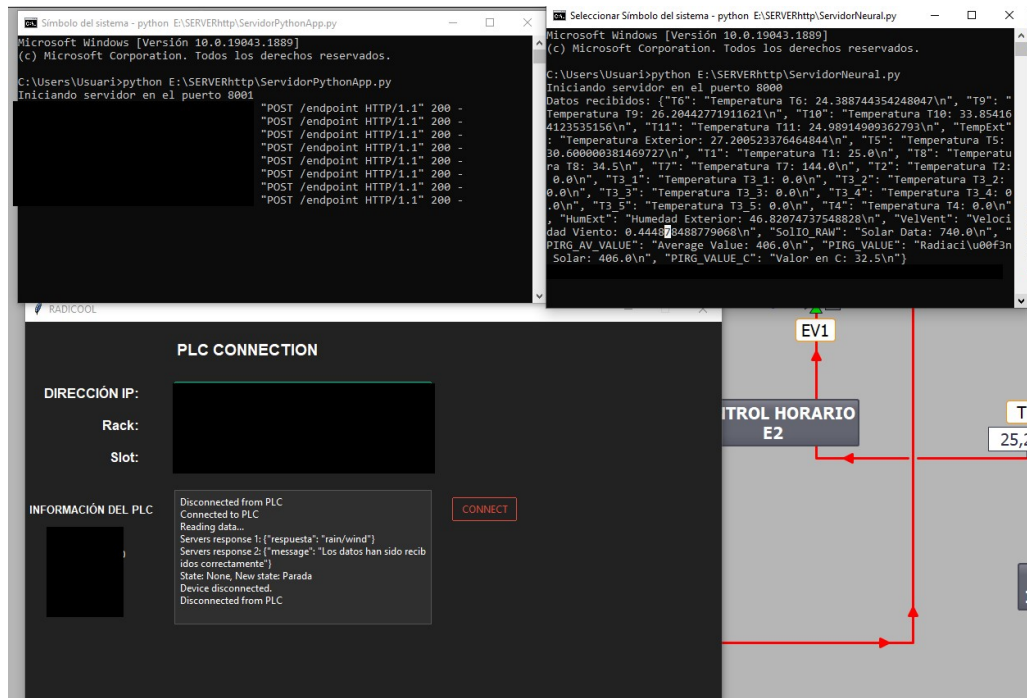 Símbolo del sistema - python E:\SERVERhttp\ServidorPythonApp.py
Microsoft Windows [Versión 10.0.19043.1889]
(c) Microsoft Corporation. Todos los derechos reservados.
C:\Users\Usuari>python E:\SERVERhttp\ServidorPythonApp.py
Iniciando servidor en el puerto 8001
"POST /endpoint HTTP/1.1" 200 -
"POST /endpoint HTTP/1.1" 200 -
"POST /endpoint HTTP/1.1" 200 -
"POST /endpoint HTTP/1.1" 200 -
"POST /endpoint HTTP/1.1" 200 -
"POST /endpoint HTTP/1.1" 200 -
"POST /endpoint HTTP/1.1" 200 -
"POST /endpoint HTTP/1.1" 200 -
Seleccionar Símbolo del sistema - python E:\SERVERhttp\ServidorNeural.py
Microsoft Windows [Versión 10.0.19043.1889]
(c) Microsoft Corporation. Todos los derechos reservados.
C:\Users\Usuari>python E:\SERVERhttp\ServidorNeural.py
Iniciando servidor en el puerto 8000
Datos recibidos: {"T6": "Temperatura T6: 24.388744354248047\n", "T9": "
Temperatura T9: 26.20442771911621\n", "T10": "Temperatura T10: 33.85416
4123535156\n", "T11": "Temperatura T11: 24.98914909362793\n", "TempExt"
: "Temperatura Exterior: 27.200523376464844\n", "T5": "Temperatura T5:
30.600000381469727\n", "T1": "Temperatura T1: 25.0\n", "T8": "Temperatu
ra T8: 34.5\n", "T7": "Temperatura T7: 144.0\n", "T2": "Temperatura T2:
0.0\n", "T3_1": "Temperatura T3_1: 0.0\n", "T3_2": "Temperatura T3_2:
0.0\n", "T3_3": "Temperatura T3_3: 0.0\n", "T3_4": "Temperatura T3_4: 0
.0\n", "T3_5": "Temperatura T3_5: 0.0\n", "T4": "Temperatura T4: 0.0\n"
, "HumExt": "Humedad Exterior: 46.82074737548828\n", "VelVent": "Veloci
dad Viento: 0.444878488779068\n", "SolIO_RAW": "Solar Data: 740.0\n", "
PIRG_AV_VALUE": "Average Value: 406.0\n", "PIRG_VALUE": "Radiaci\u00f3n
Solar: 406.0\n", "PIRG_VALUE_C": "Valor en C: 32.5\n"}
RADICOOL
PLC CONNECTION
DIRECCIÓN IP:
Rack:
Slot:
INFORMACIÓN DEL PLC
Disconnected from PLC
Connected to PLC
Reading data...
Servers response 1: {"respuesta": "rain/wind"}
Servers response 2: {"message": "Los datos han sido recib
idos correctamente"}
State: None, New state: Parada
Device disconnected.
Disconnected from PLC
CONNECT
EV1
TROL HORARIO
E2
T
25,2